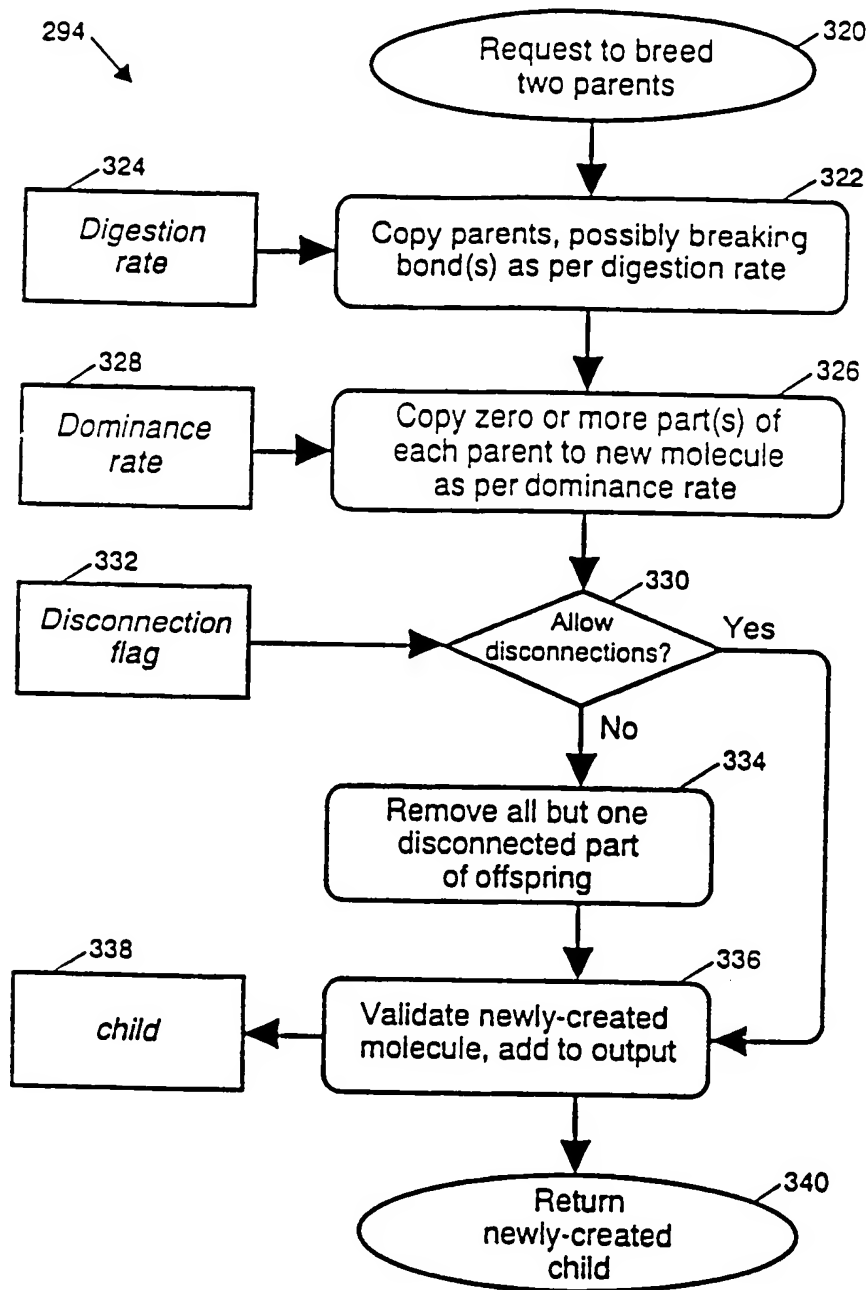 294
320
Request to breed
two parents
324
322
Digestion
rate
Copy parents, possibly breaking
bond(s) as per digestion rate
328
326
Dominance
rate
Copy zero or more part(s) of
each parent to new molecule
as per dominance rate
332
330
Disconnection
flag
Allow
disconnections?
Yes
No
334
Remove all but one
disconnected part
of offspring
338
336
child
Validate newly-created
molecule, add to output
340
Return
newly-created
child